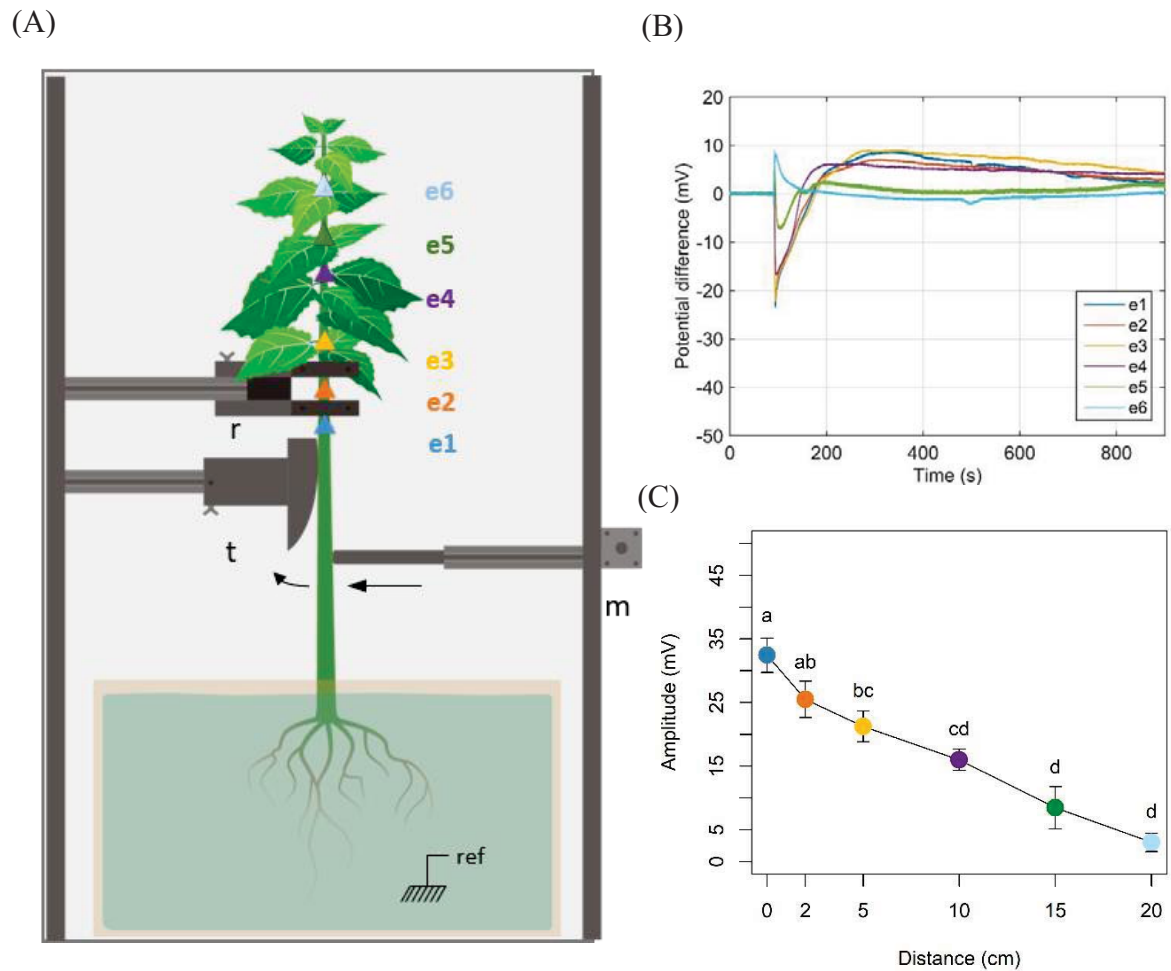 (A)
e6
e5
e4
e3
e2
e1
r
t
m
ref
(B)
20
10
0
-10
-20
-30
-40
-50
Potential difference (mV)
0 200 400 600 800
Time (s)
e1
e2
e3
e4
e5
e6
(C)
45
35
25
15
5
0
Amplitude (mV)
a
ab
bc
cd
d
d
0 2 5 10 15 20
Distance (cm)